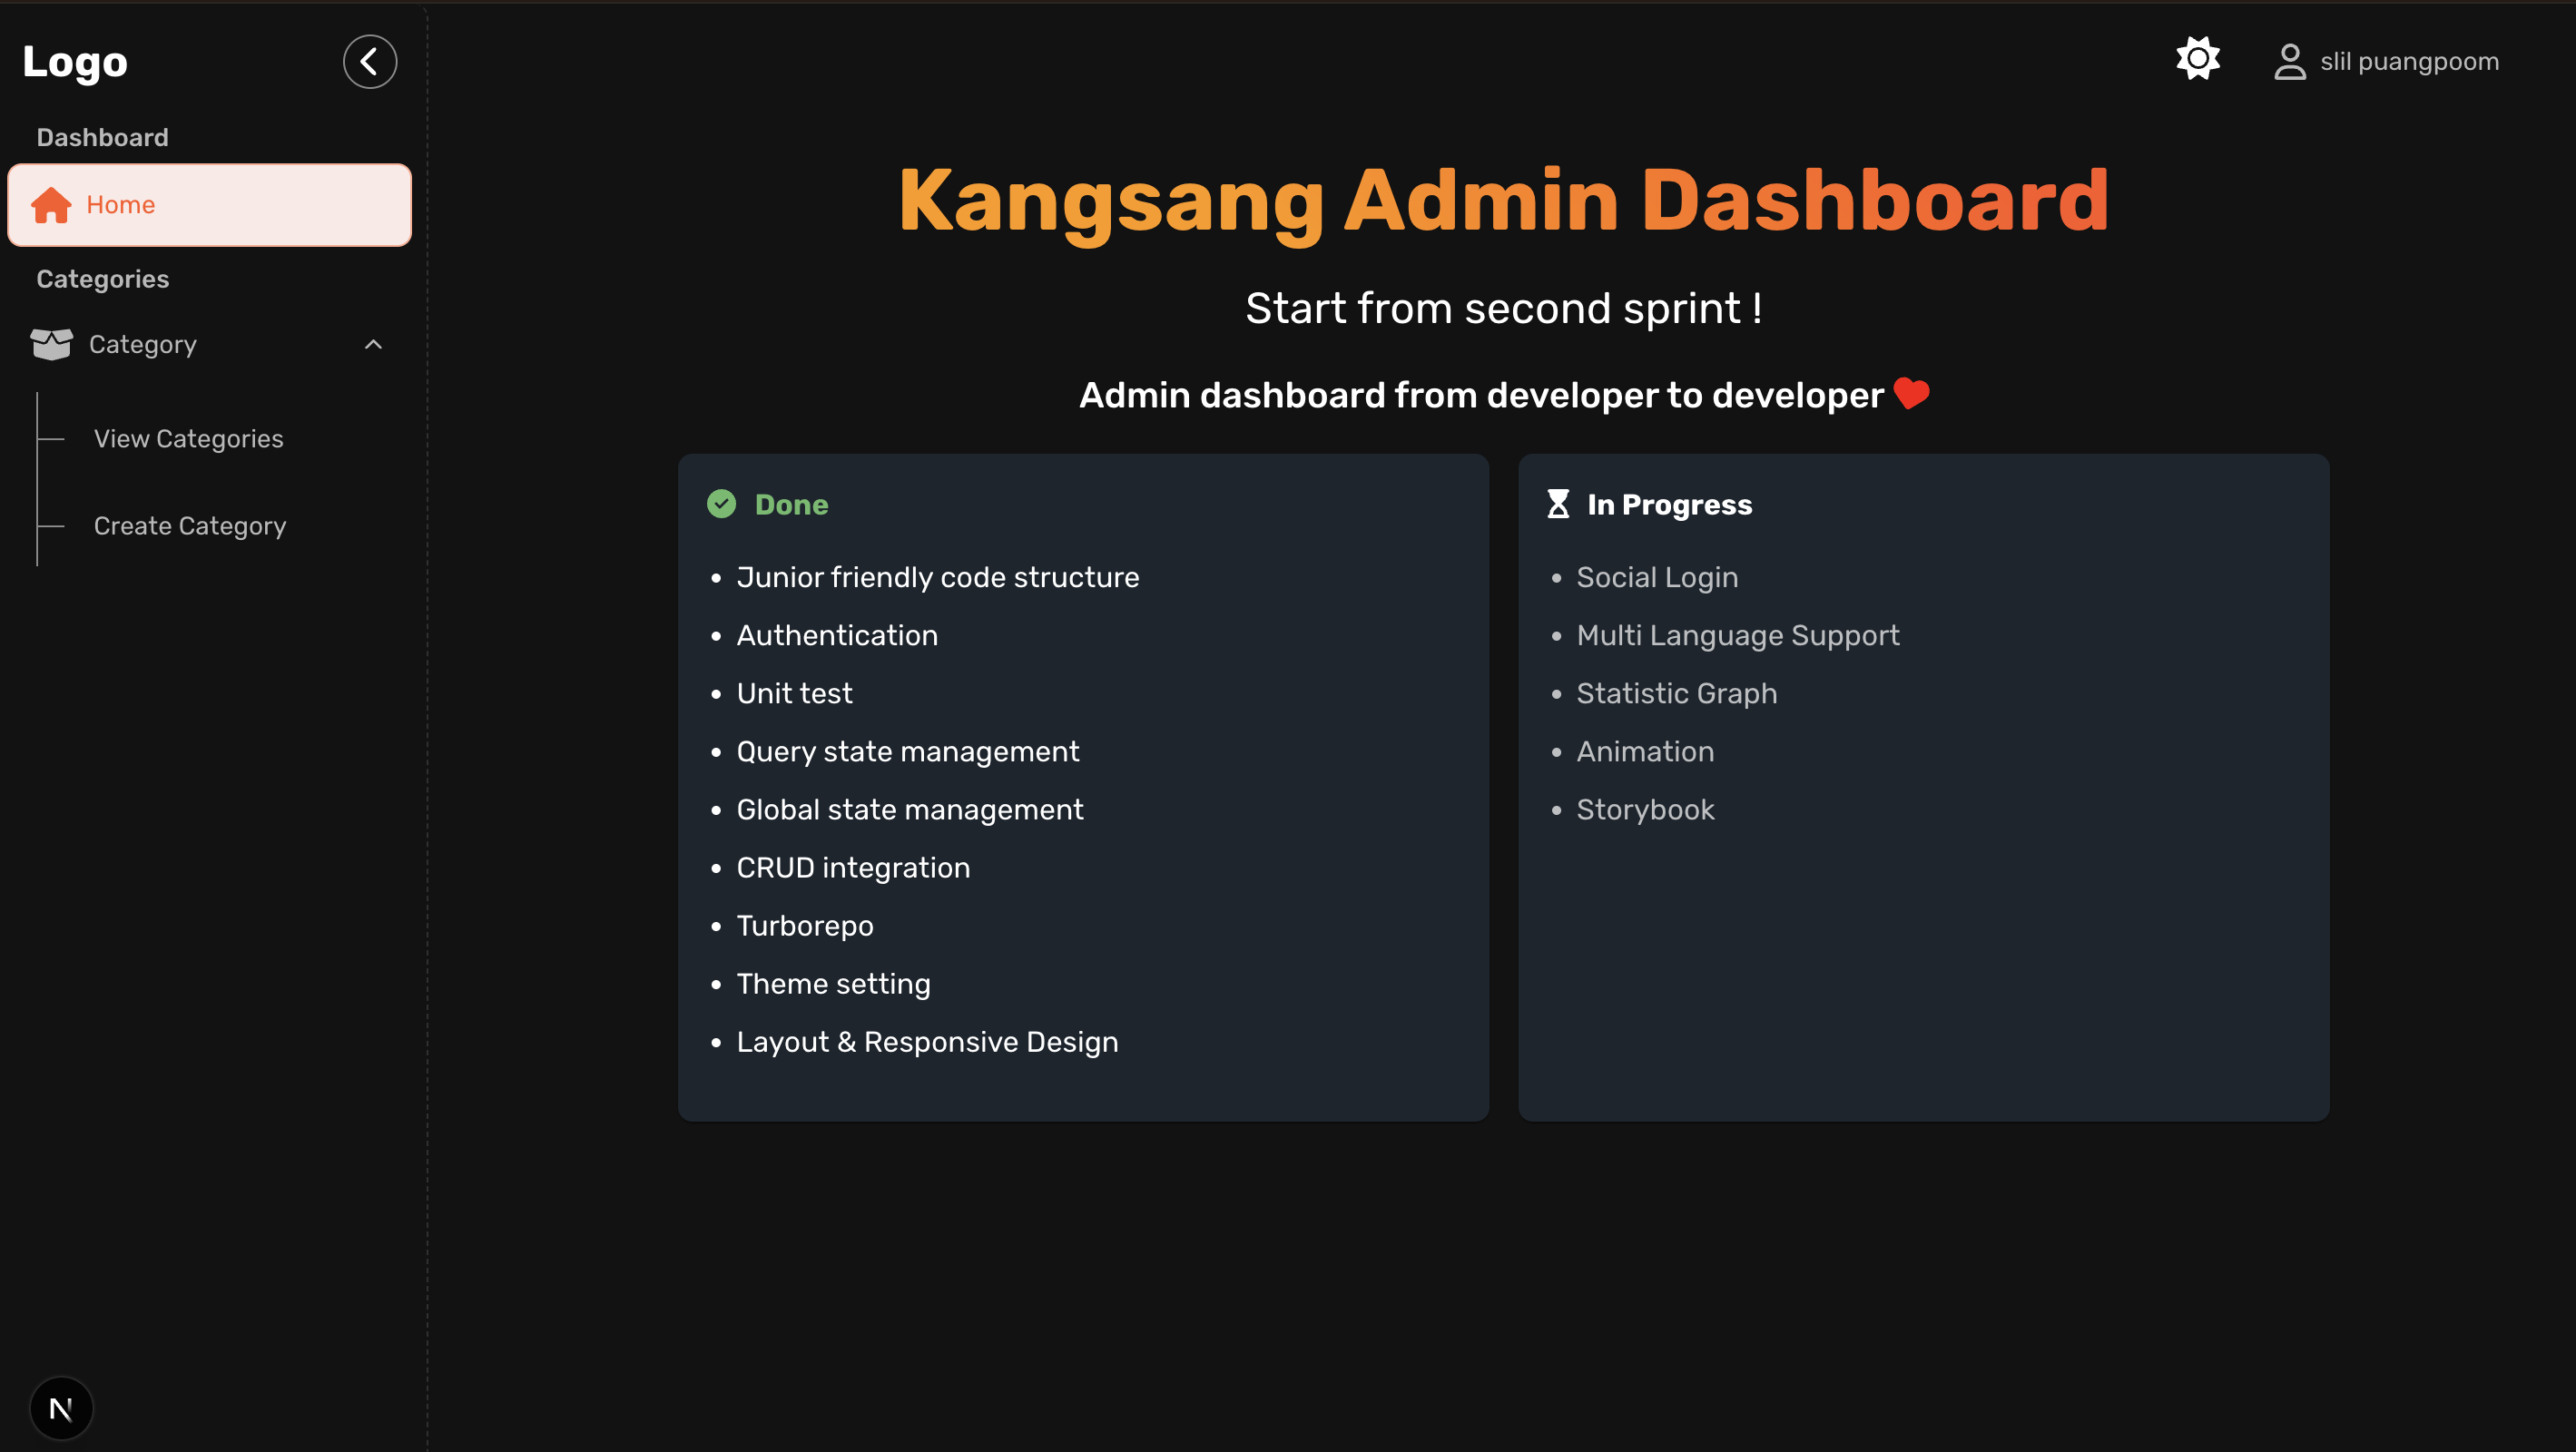 Logo
slil puangpoom
Dashboard
Home
Categories
Category
View Categories
Create Category
Kangsang Admin Dashboard
Start from second sprint !
Admin dashboard from developer to developer
Done
Junior friendly code structure
Authentication
Unit test
Query state management
Global state management
CRUD integration
Turborepo
Theme setting
Layout & Responsive Design
In Progress
Social Login
Multi Language Support
Statistic Graph
Animation
Storybook
N